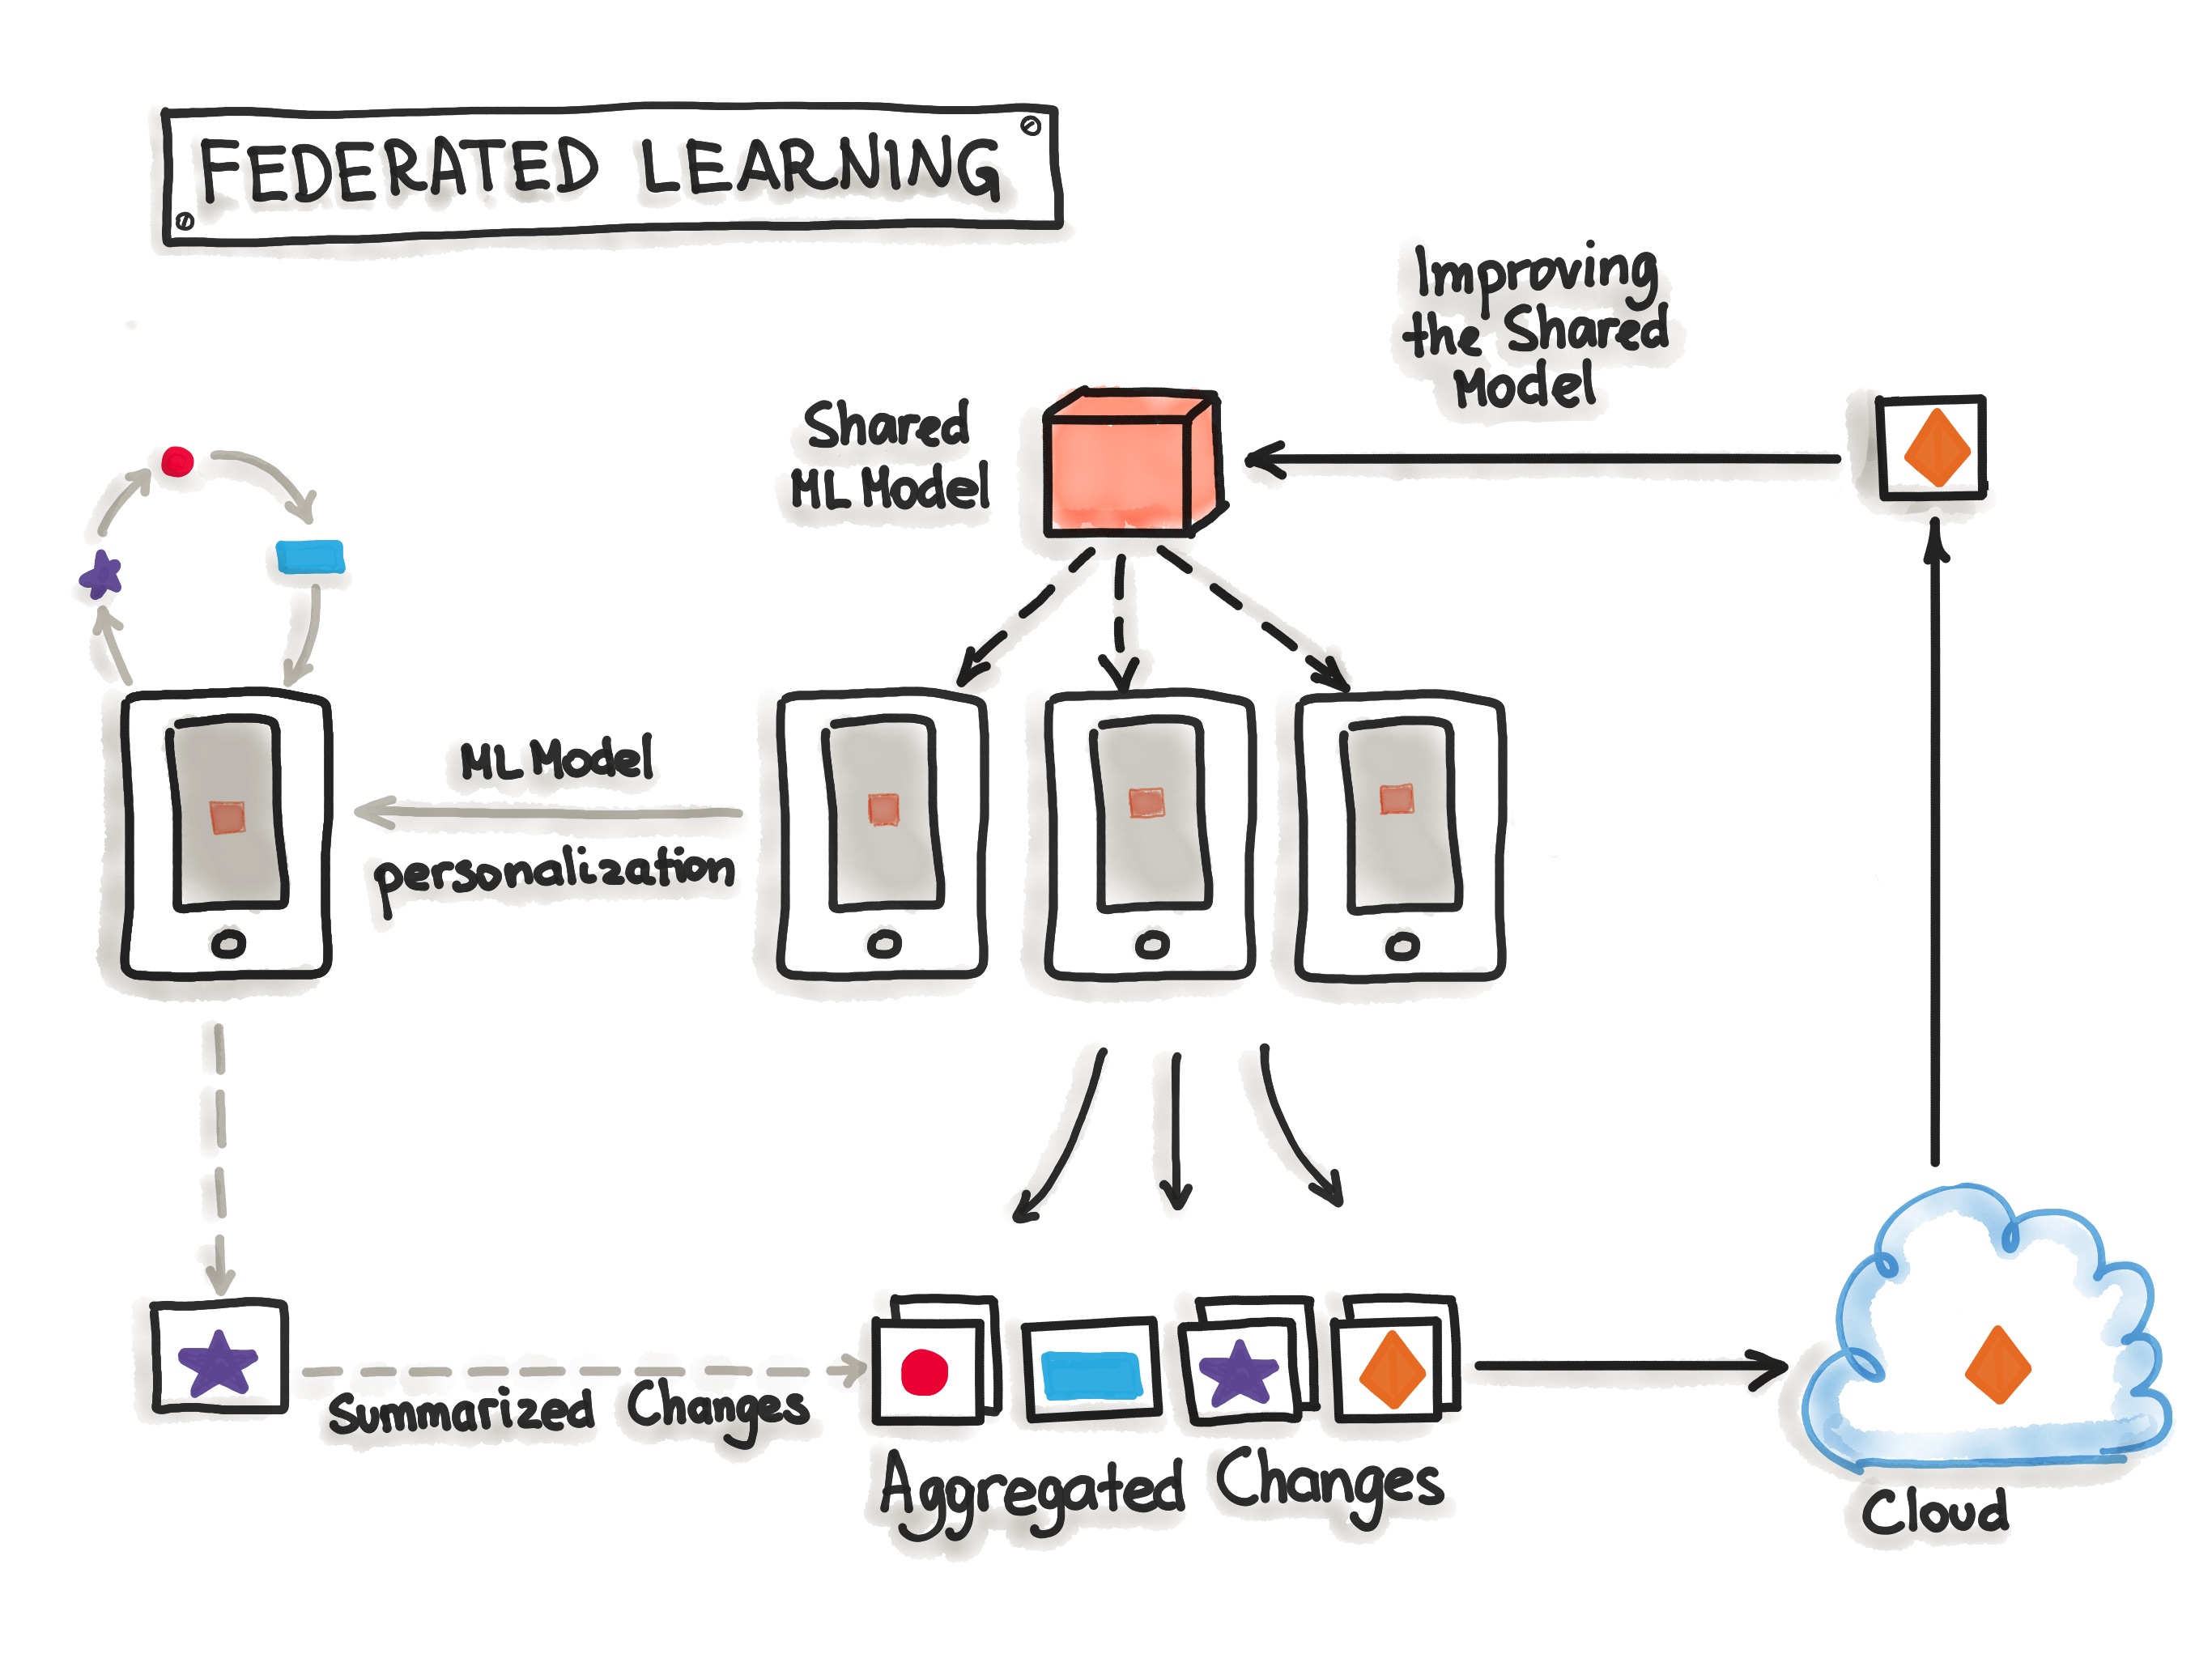 FEDERATED LEARNING
Improving
the Shared
Model
Shared
ML Model
ML Model
personalization
Summarized Changes
Aggregated Changes
Cloud